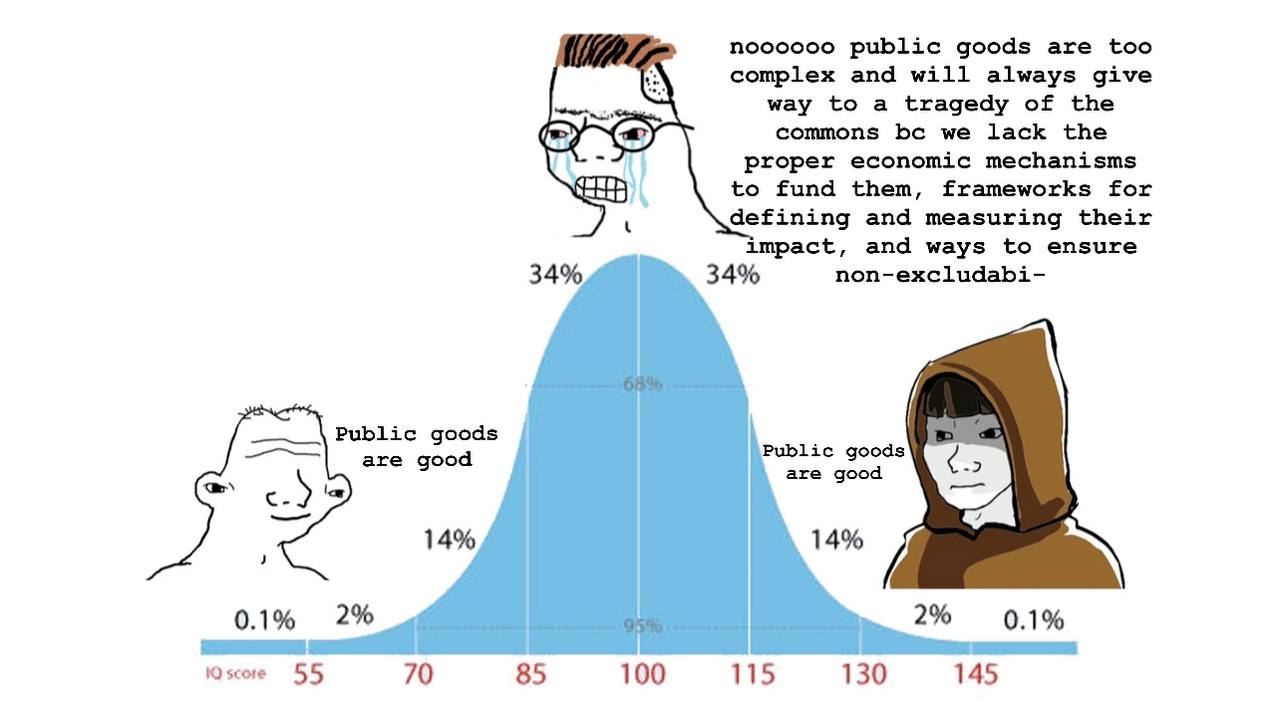 noooooo public goods are too
complex and will always give
way to a tragedy of the
commons bc we lack the
proper economic mechanisms
to fund them, frameworks for
defining and measuring their
impact, and ways to ensure
non-excludabi-
34%
34%
68%
Public goods
are good
Public goods
are good
14%
14%
0.1%
2%
95%
2%
0.1%
IQ score
55
70
85
100
115
130
145